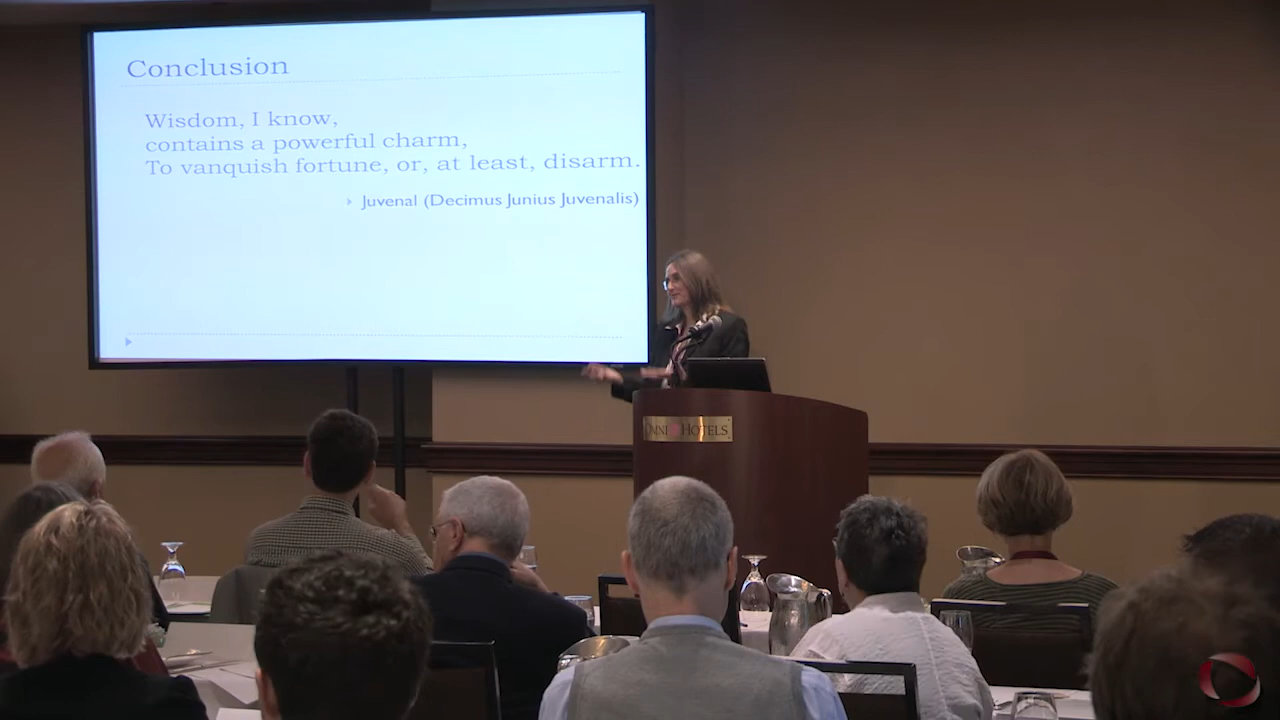 Conclusion
Wisdom, I know,
contains a powerful charm,
To vanquish fortune, or, at least, disarm.
Juvenal (Decimus Junius Juvenalis)
OMNI HOTELS